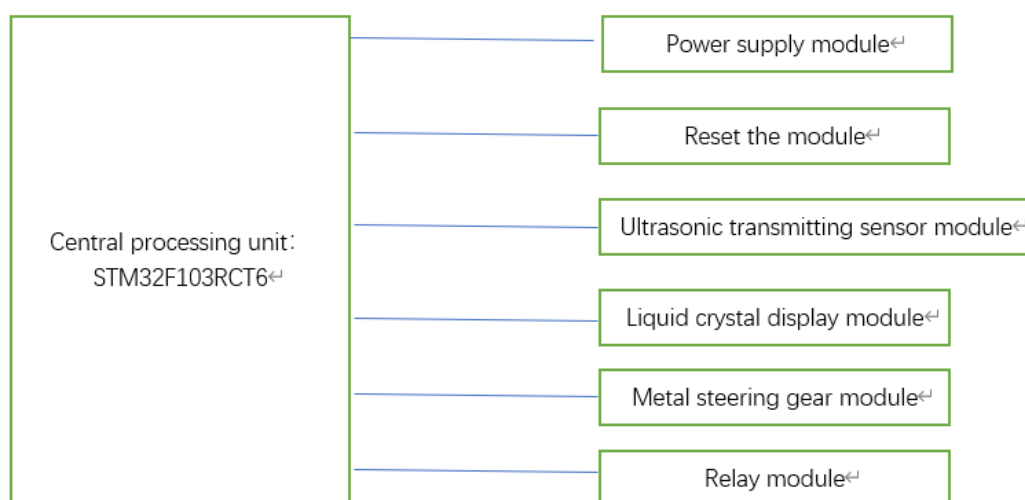 Power supply module↵
Reset the module↵
Ultrasonic transmitting sensor module↵
Central processing unit:
STM32F103RCT6↵
Liquid crystal display module↵
Metal steering gear module↵
Relay module↵